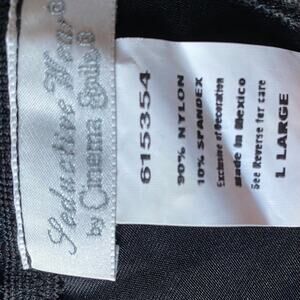 Seductive Wear®
by Cinema Etoile®
615354
90% NYLON
10% SPANDEX
Exclusive of Decoration
Made in Mexico
See Reverse for care
L LARGE